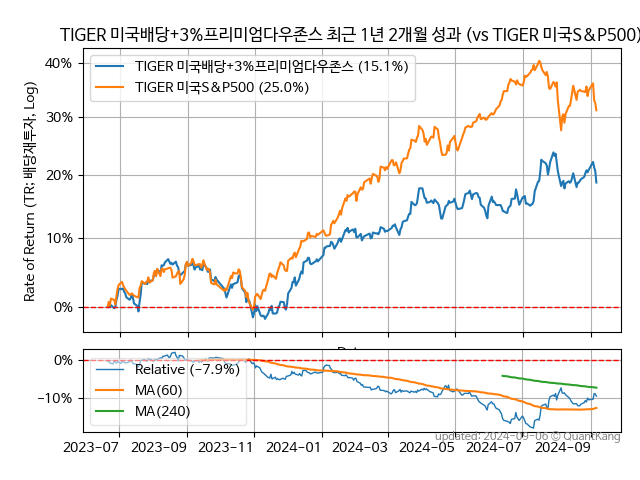 TIGER 미국배당+3%프리미엄다우존스 최근 1년 2개월 성과 (vs TIGER 미국S&P500)
Rate of Return (TR: 배당재투자, Log)
40%
30%
20%
10%
0%
TIGER 미국배당+3%프리미엄다우존스 (15.1%)
TIGER 미국S&P500 (25.0%)
0%
−10%
Relative (−7.9%)
MA(60)
MA(240)
2023−07 2023−09 2023−11 2024−01 2024−03 2024−05 2024−07 2024−09
updated: 2024−09−06 © QuantKang